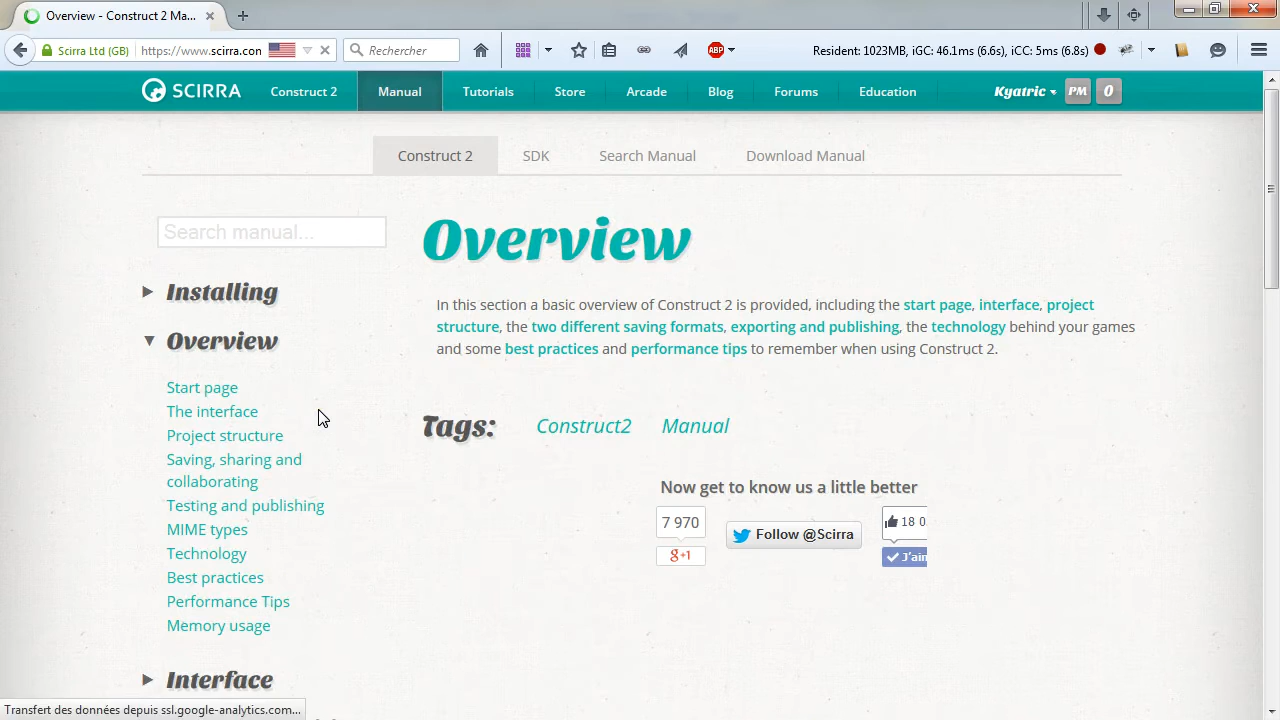 Overview - Construct 2 Ma...
Scirra Ltd (GB) https://www.scirra.con Rechercher ABP Resident: 1023MB, iGC: 46.1ms (6.6s), iCC: 5ms (6.8s)
SCIRRA Construct 2 Manual Tutorials Store Arcade Blog Forums Education Kyatric PM 0
Construct 2 SDK Search Manual Download Manual
Search manual...
Installing
Overview
Start page
The interface
Project structure
Saving, sharing and
collaborating
Testing and publishing
MIME types
Technology
Best practices
Performance Tips
Memory usage
Interface
Overview
In this section a basic overview of Construct 2 is provided, including the start page, interface, project
structure, the two different saving formats, exporting and publishing, the technology behind your games
and some best practices and performance tips to remember when using Construct 2.
Tags: Construct2 Manual
Now get to know us a little better
7 970 Follow @Scirra 18 0
g+1 J'ain
Transfert des données depuis ssl.google-analytics.com...